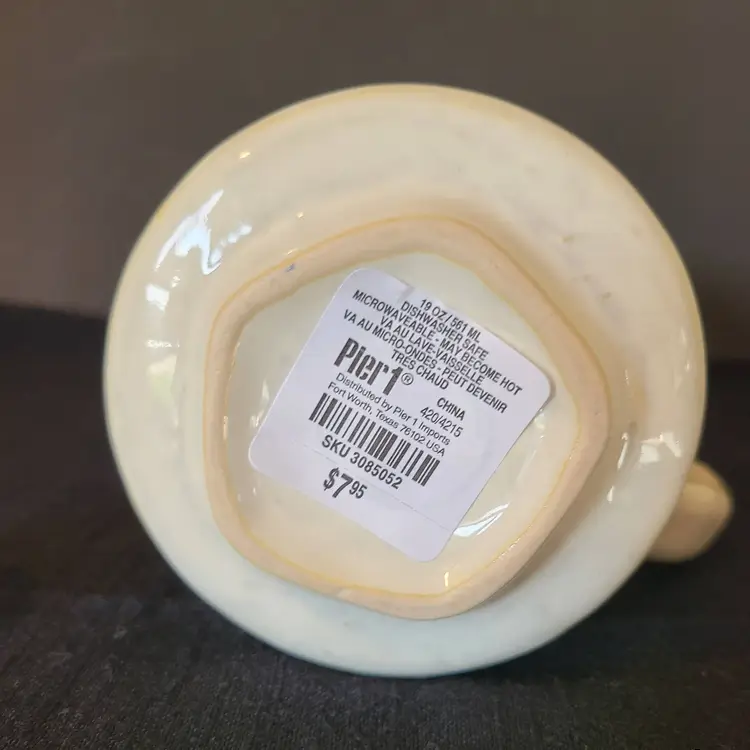 19 OZ/561 ML
DISHWASHER SAFE
MICROWAVEABLE - MAY BECOME HOT
VA AU LAVE-VAISSELLE
VA AU MICRO-ONDES - PEUT DEVENIR
TRES CHAUD
Pier1®
CHINA
420/4215
Distributed by Pier 1 Imports
Fort Worth, Texas 76102 USA
SKU 3085052
$7 95